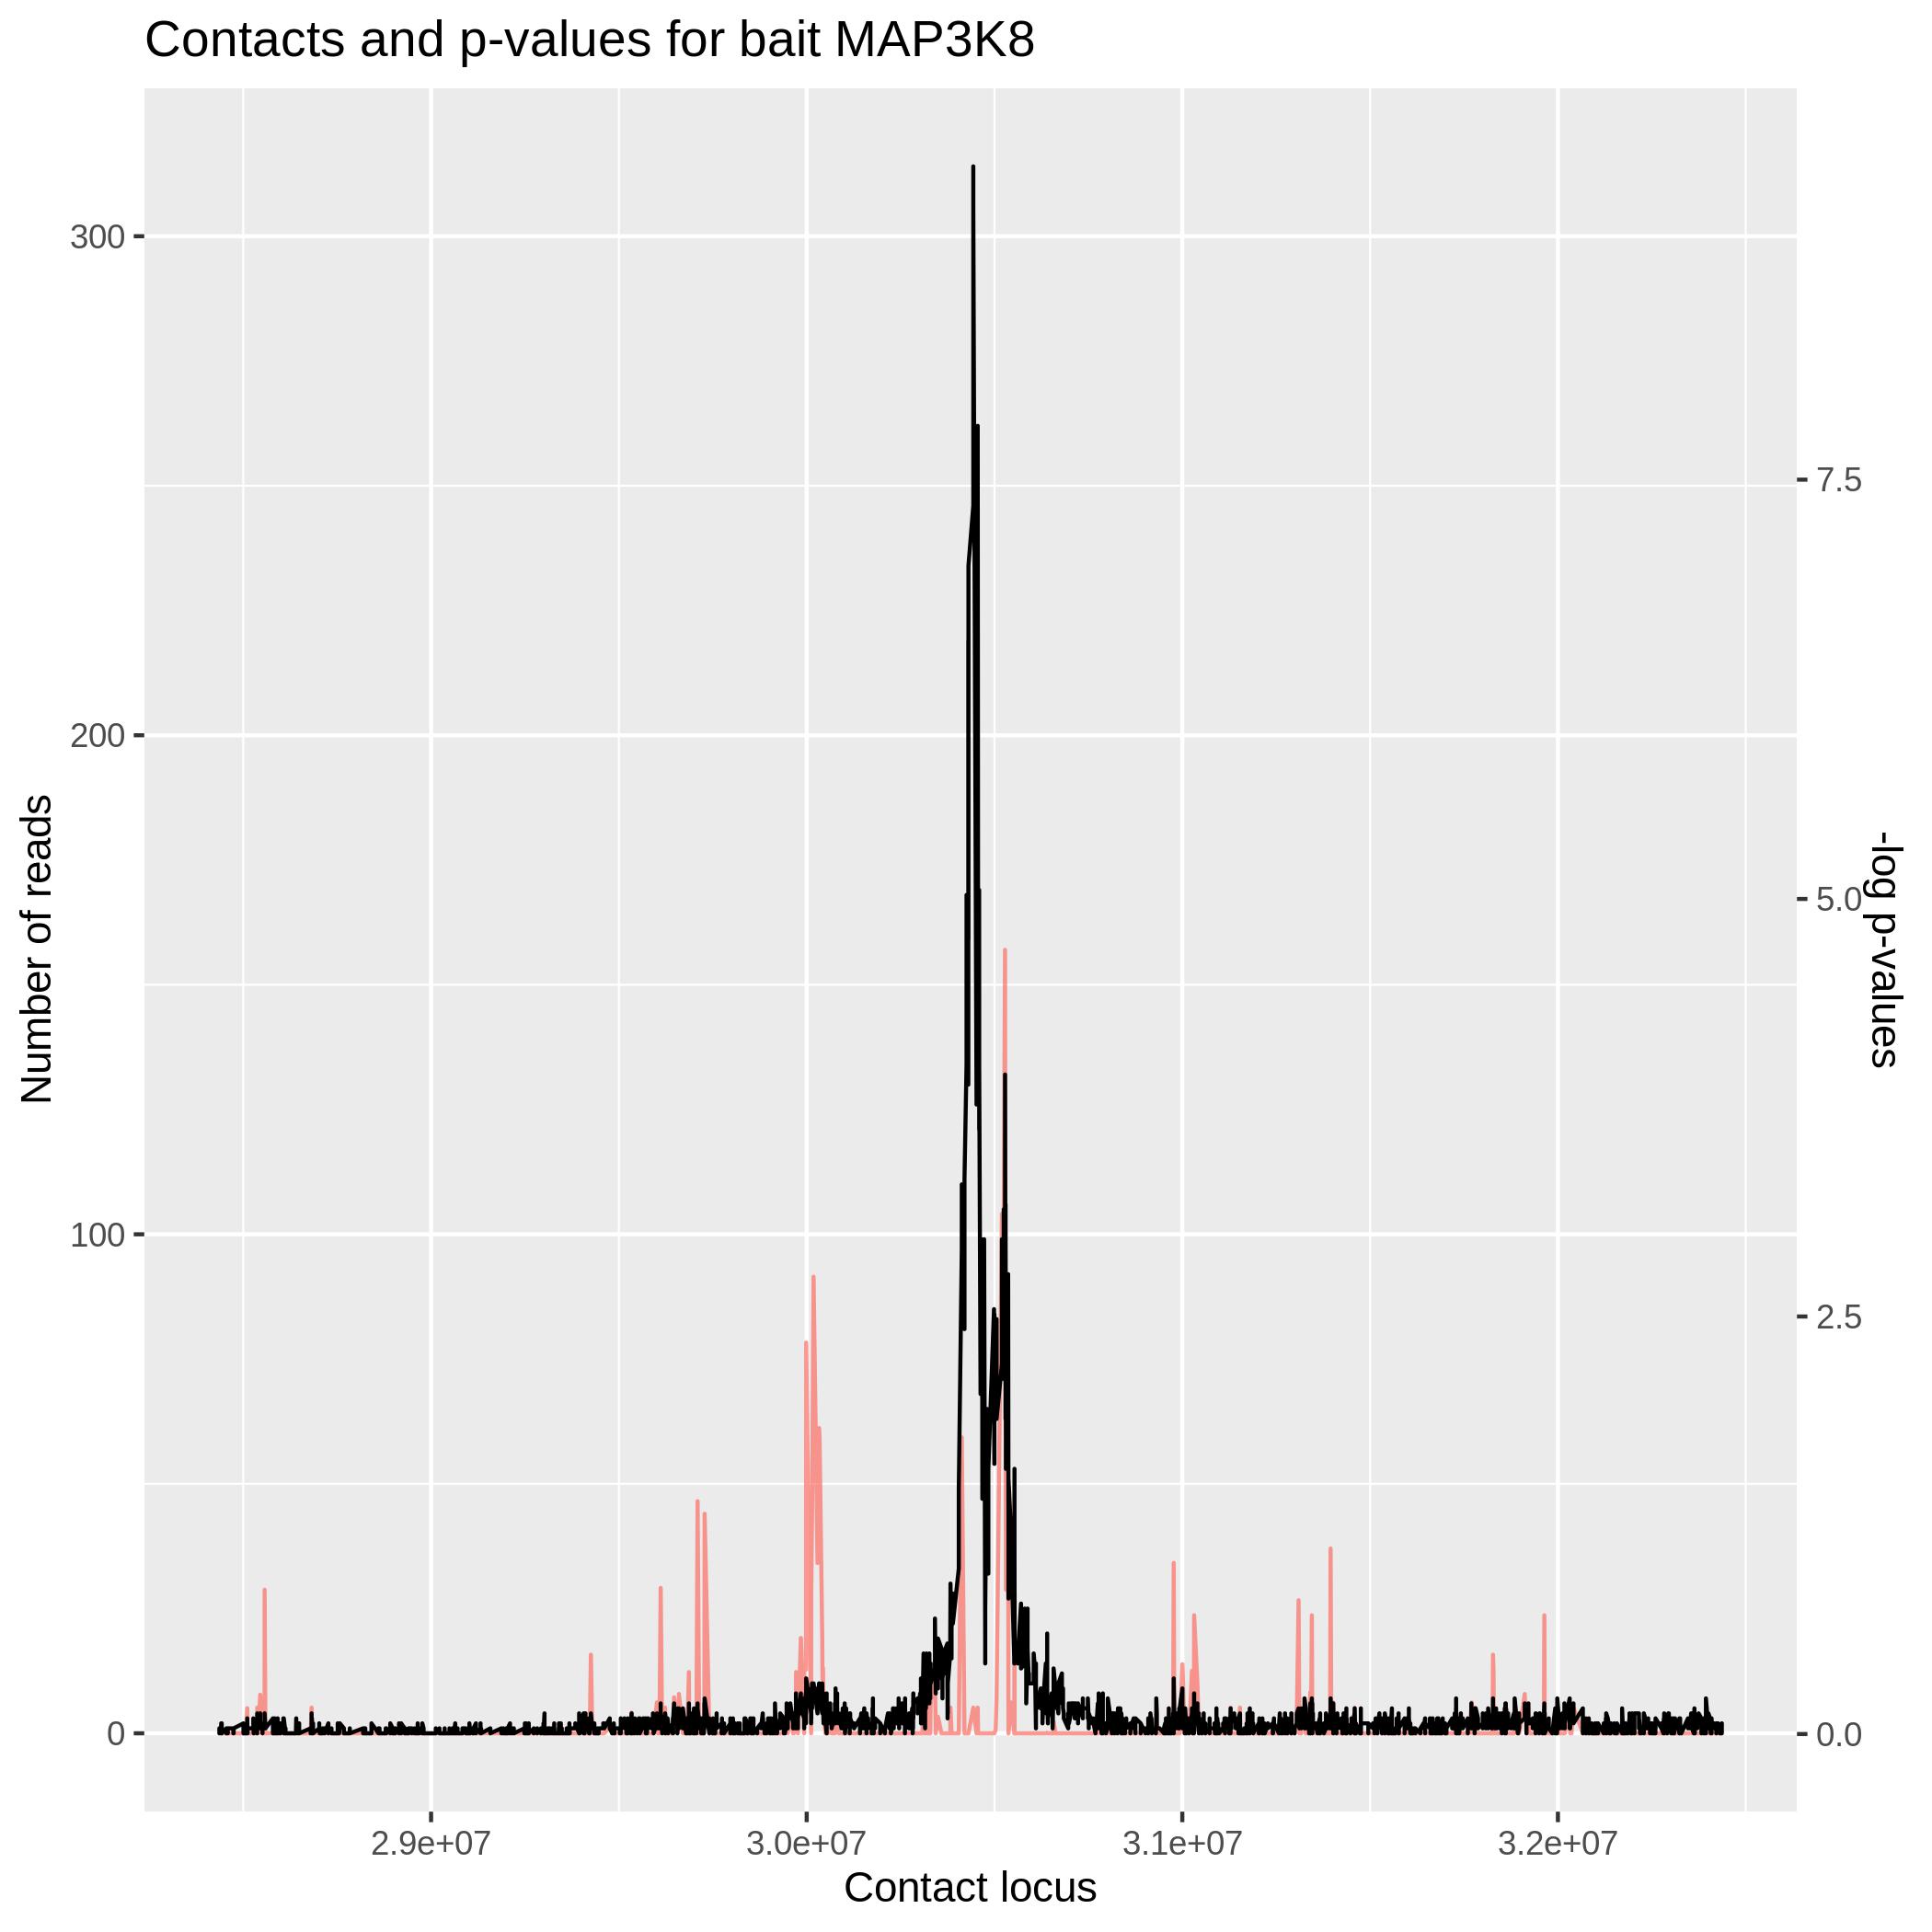 Contacts and p-values for bait MAP3K8
300
200
100
0
Number of reads
7.5
5.0
2.5
0.0
-log p-values
2.9e+07
3.0e+07
3.1e+07
3.2e+07
Contact locus